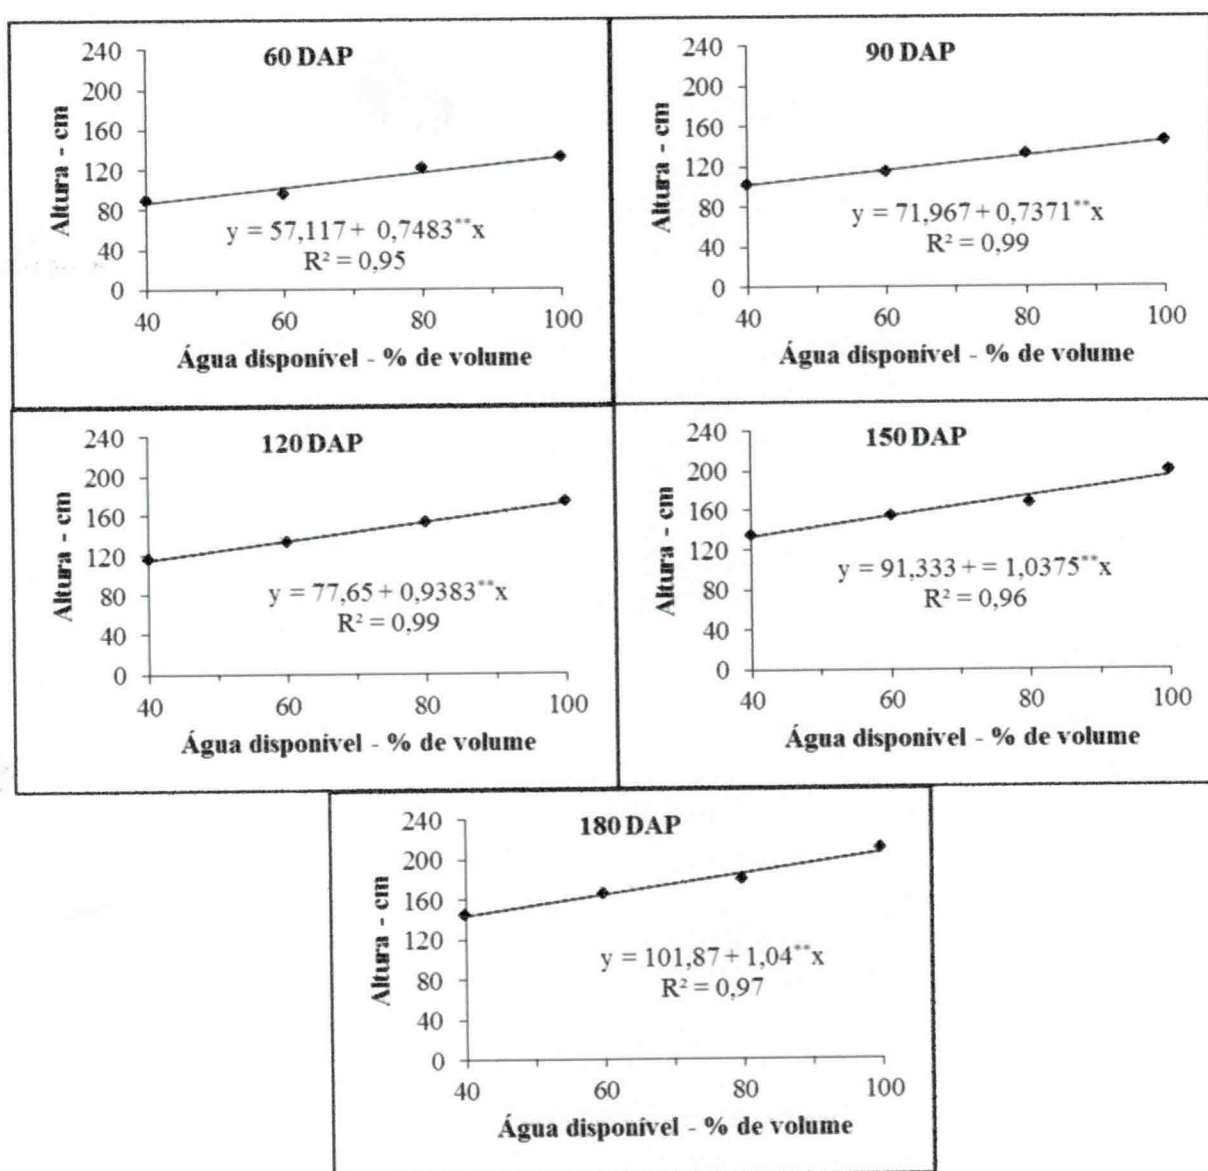 60 DAP
Altura - cm
240
200
160
120
80
40
0
y = 57,117 + 0,7483**x
R² = 0,95
40 60 80 100
Água disponível - % de volume
90 DAP
Altura - cm
240
200
160
120
80
40
0
y = 71,967 + 0,7371**x
R² = 0,99
40 60 80 100
Água disponível - % de volume
120 DAP
Altura - cm
240
200
160
120
80
40
0
y = 77,65 + 0,9383**x
R² = 0,99
40 60 80 100
Água disponível - % de volume
150 DAP
Altura - cm
240
200
160
120
80
40
0
y = 91,333 + = 1,0375**x
R² = 0,96
40 60 80 100
Água disponível - % de volume
180 DAP
Altura - cm
240
200
160
120
80
40
0
y = 101,87 + 1,04**x
R² = 0,97
40 60 80 100
Água disponível - % de volume